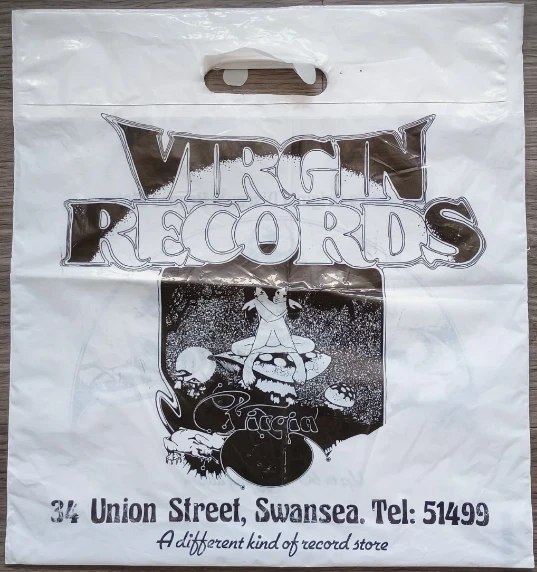 VIRGIN
RECORDS
Virgin
34 Union Street, Swansea. Tel: 51499
A different kind of record store